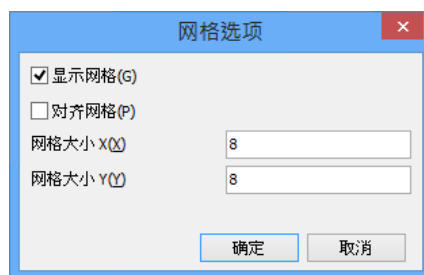 网格选项
显示网格(G)
对齐网格(P)
网格大小 X(X) 8
网格大小 Y(Y) 8
确定 取消